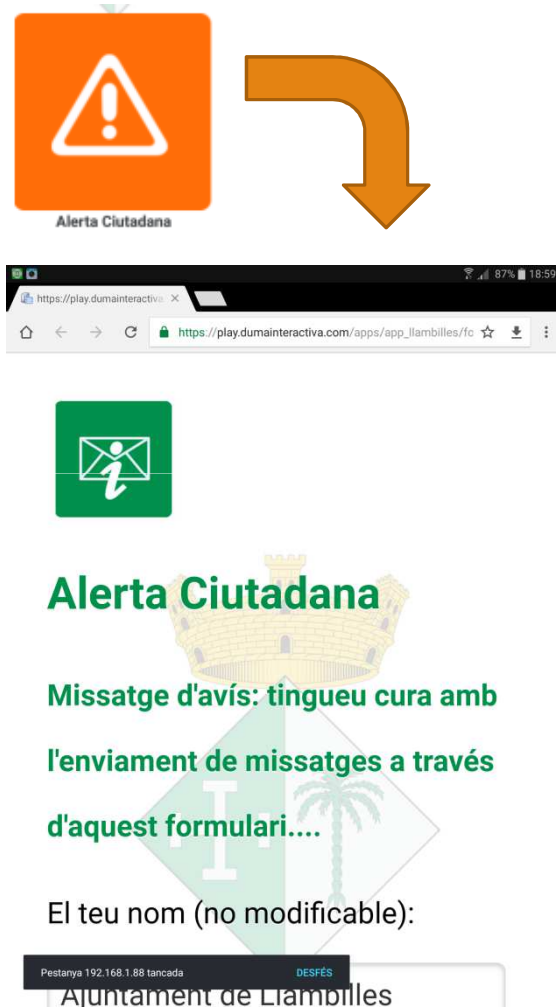 Alerta Ciutadana
87% 18:59
https://play.dumainteractiva
https://play.dumainteractiva.com/apps/app_llambilles/fo
Alerta Ciutadana
Missatge d'avís: tingueu cura amb
l'enviament de missatges a través
d'aquest formulari....
El teu nom (no modificable):
Pestanya 192.168.1.88 tancada DESFÉS
Ajuntament de Llambilles